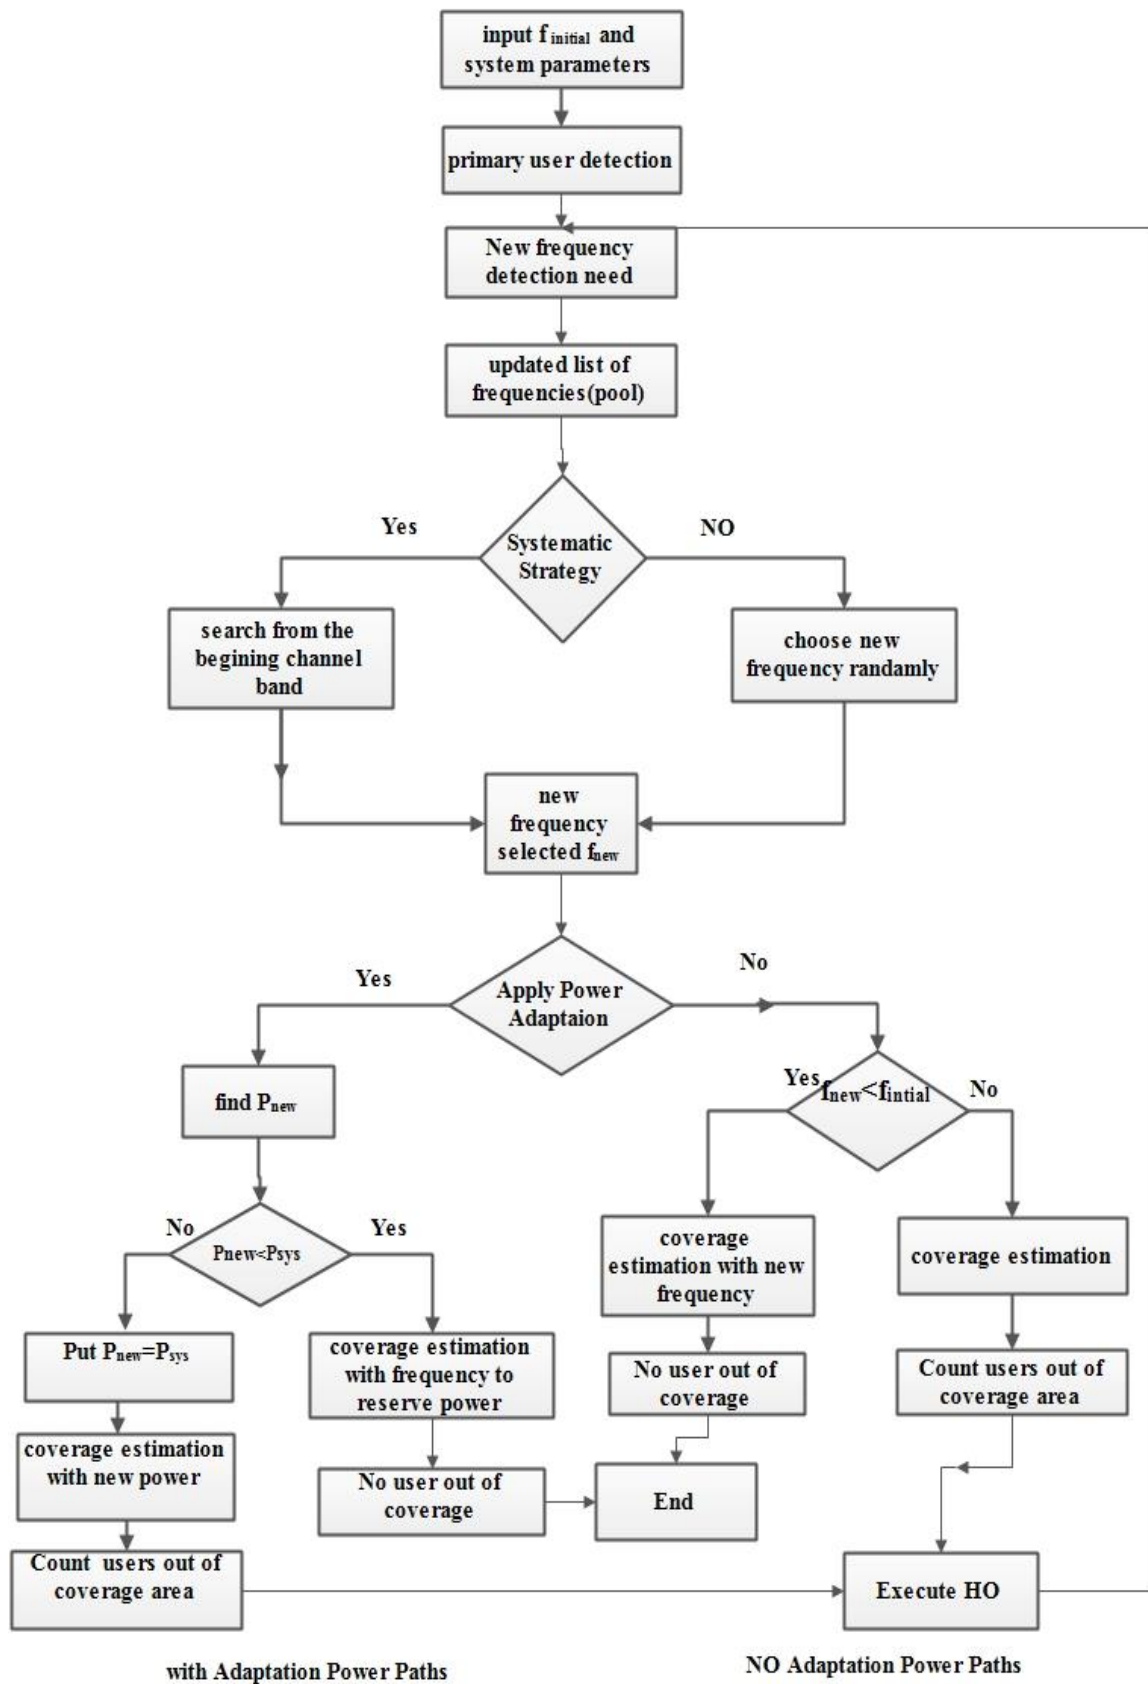 input f initial and
system parameters
primary user detection
New frequency
detection need
updated list of
frequencies(pool)
Yes
NO
Systematic
Strategy
search from the
begining channel
band
choose new
frequency randamly
new
frequency
selected fnew
Yes
No
Apply Power
Adaptaion
find Pnew
Yes
fnew<fintial
No
No
Yes
Pnew<Psys
coverage
estimation with new
frequency
coverage estimation
Put Pnew=Psys
coverage estimation
with frequency to
reserve power
No user out of
coverage
Count users out of
coverage area
coverage estimation
with new power
No user out of
coverage
End
Count users out of
coverage area
Execute HO
with Adaptation Power Paths
NO Adaptation Power Paths